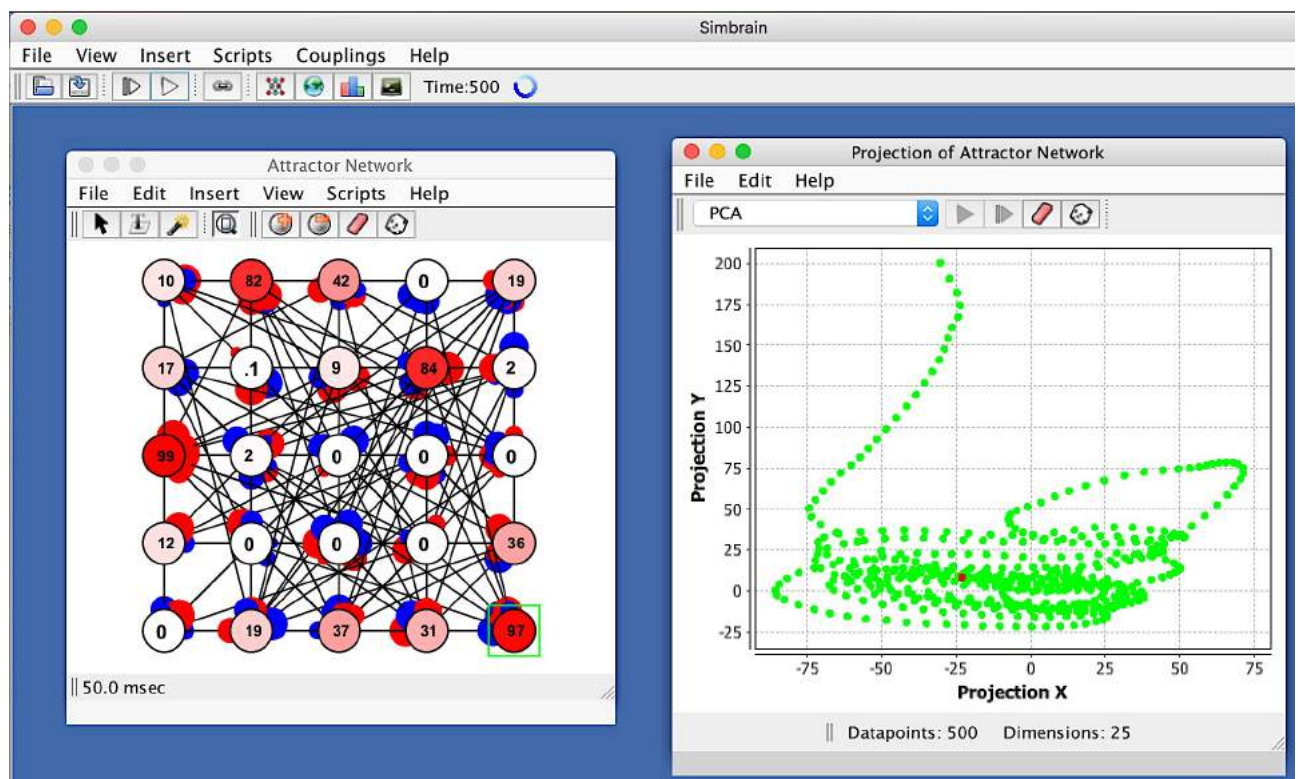 Simbrain
File View Insert Scripts Couplings Help
Time:500
Attractor Network
File Edit Insert View Scripts Help
10 82 42 0 19
17 .1 9 84 2
99 2 0 0 0
12 0 0 0 36
0 19 37 31 97
50.0 msec
Projection of Attractor Network
File Edit Help
PCA
200
175
150
125
100
75
50
25
0
-25
Projection Y
-75 -50 -25 0 25 50 75
Projection X
Datapoints: 500 Dimensions: 25